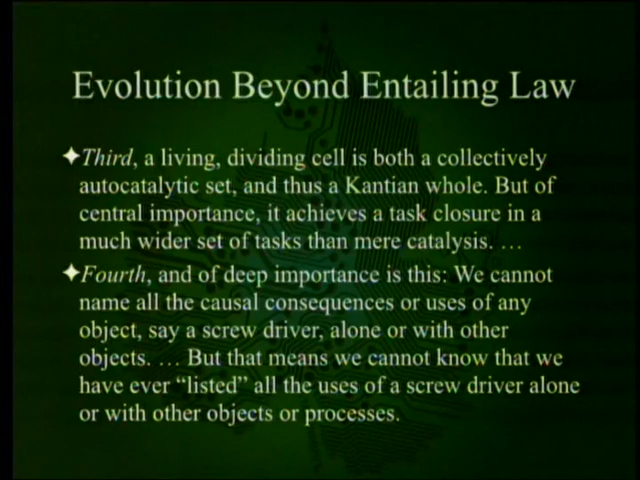 Evolution Beyond Entailing Law
Third, a living, dividing cell is both a collectively
autocatalytic set, and thus a Kantian whole. But of
central importance, it achieves a task closure in a
much wider set of tasks than mere catalysis. …
Fourth, and of deep importance is this: We cannot
name all the causal consequences or uses of any
object, say a screw driver, alone or with other
objects. … But that means we cannot know that we
have ever “listed” all the uses of a screw driver alone
or with other objects or processes.